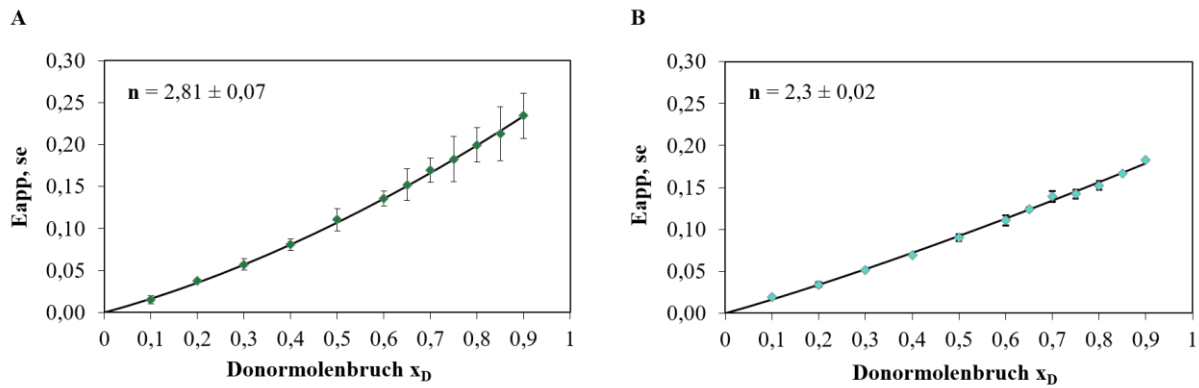 A
0,30
0,25
0,20
0,15
0,10
0,05
0,00
Eapp, se
n = 2,81 ± 0,07
0 0,1 0,2 0,3 0,4 0,5 0,6 0,7 0,8 0,9 1
Donormolenbruch xD
B
0,30
0,25
0,20
0,15
0,10
0,05
0,00
Eapp, se
n = 2,3 ± 0,02
0 0,1 0,2 0,3 0,4 0,5 0,6 0,7 0,8 0,9 1
Donormolenbruch xD